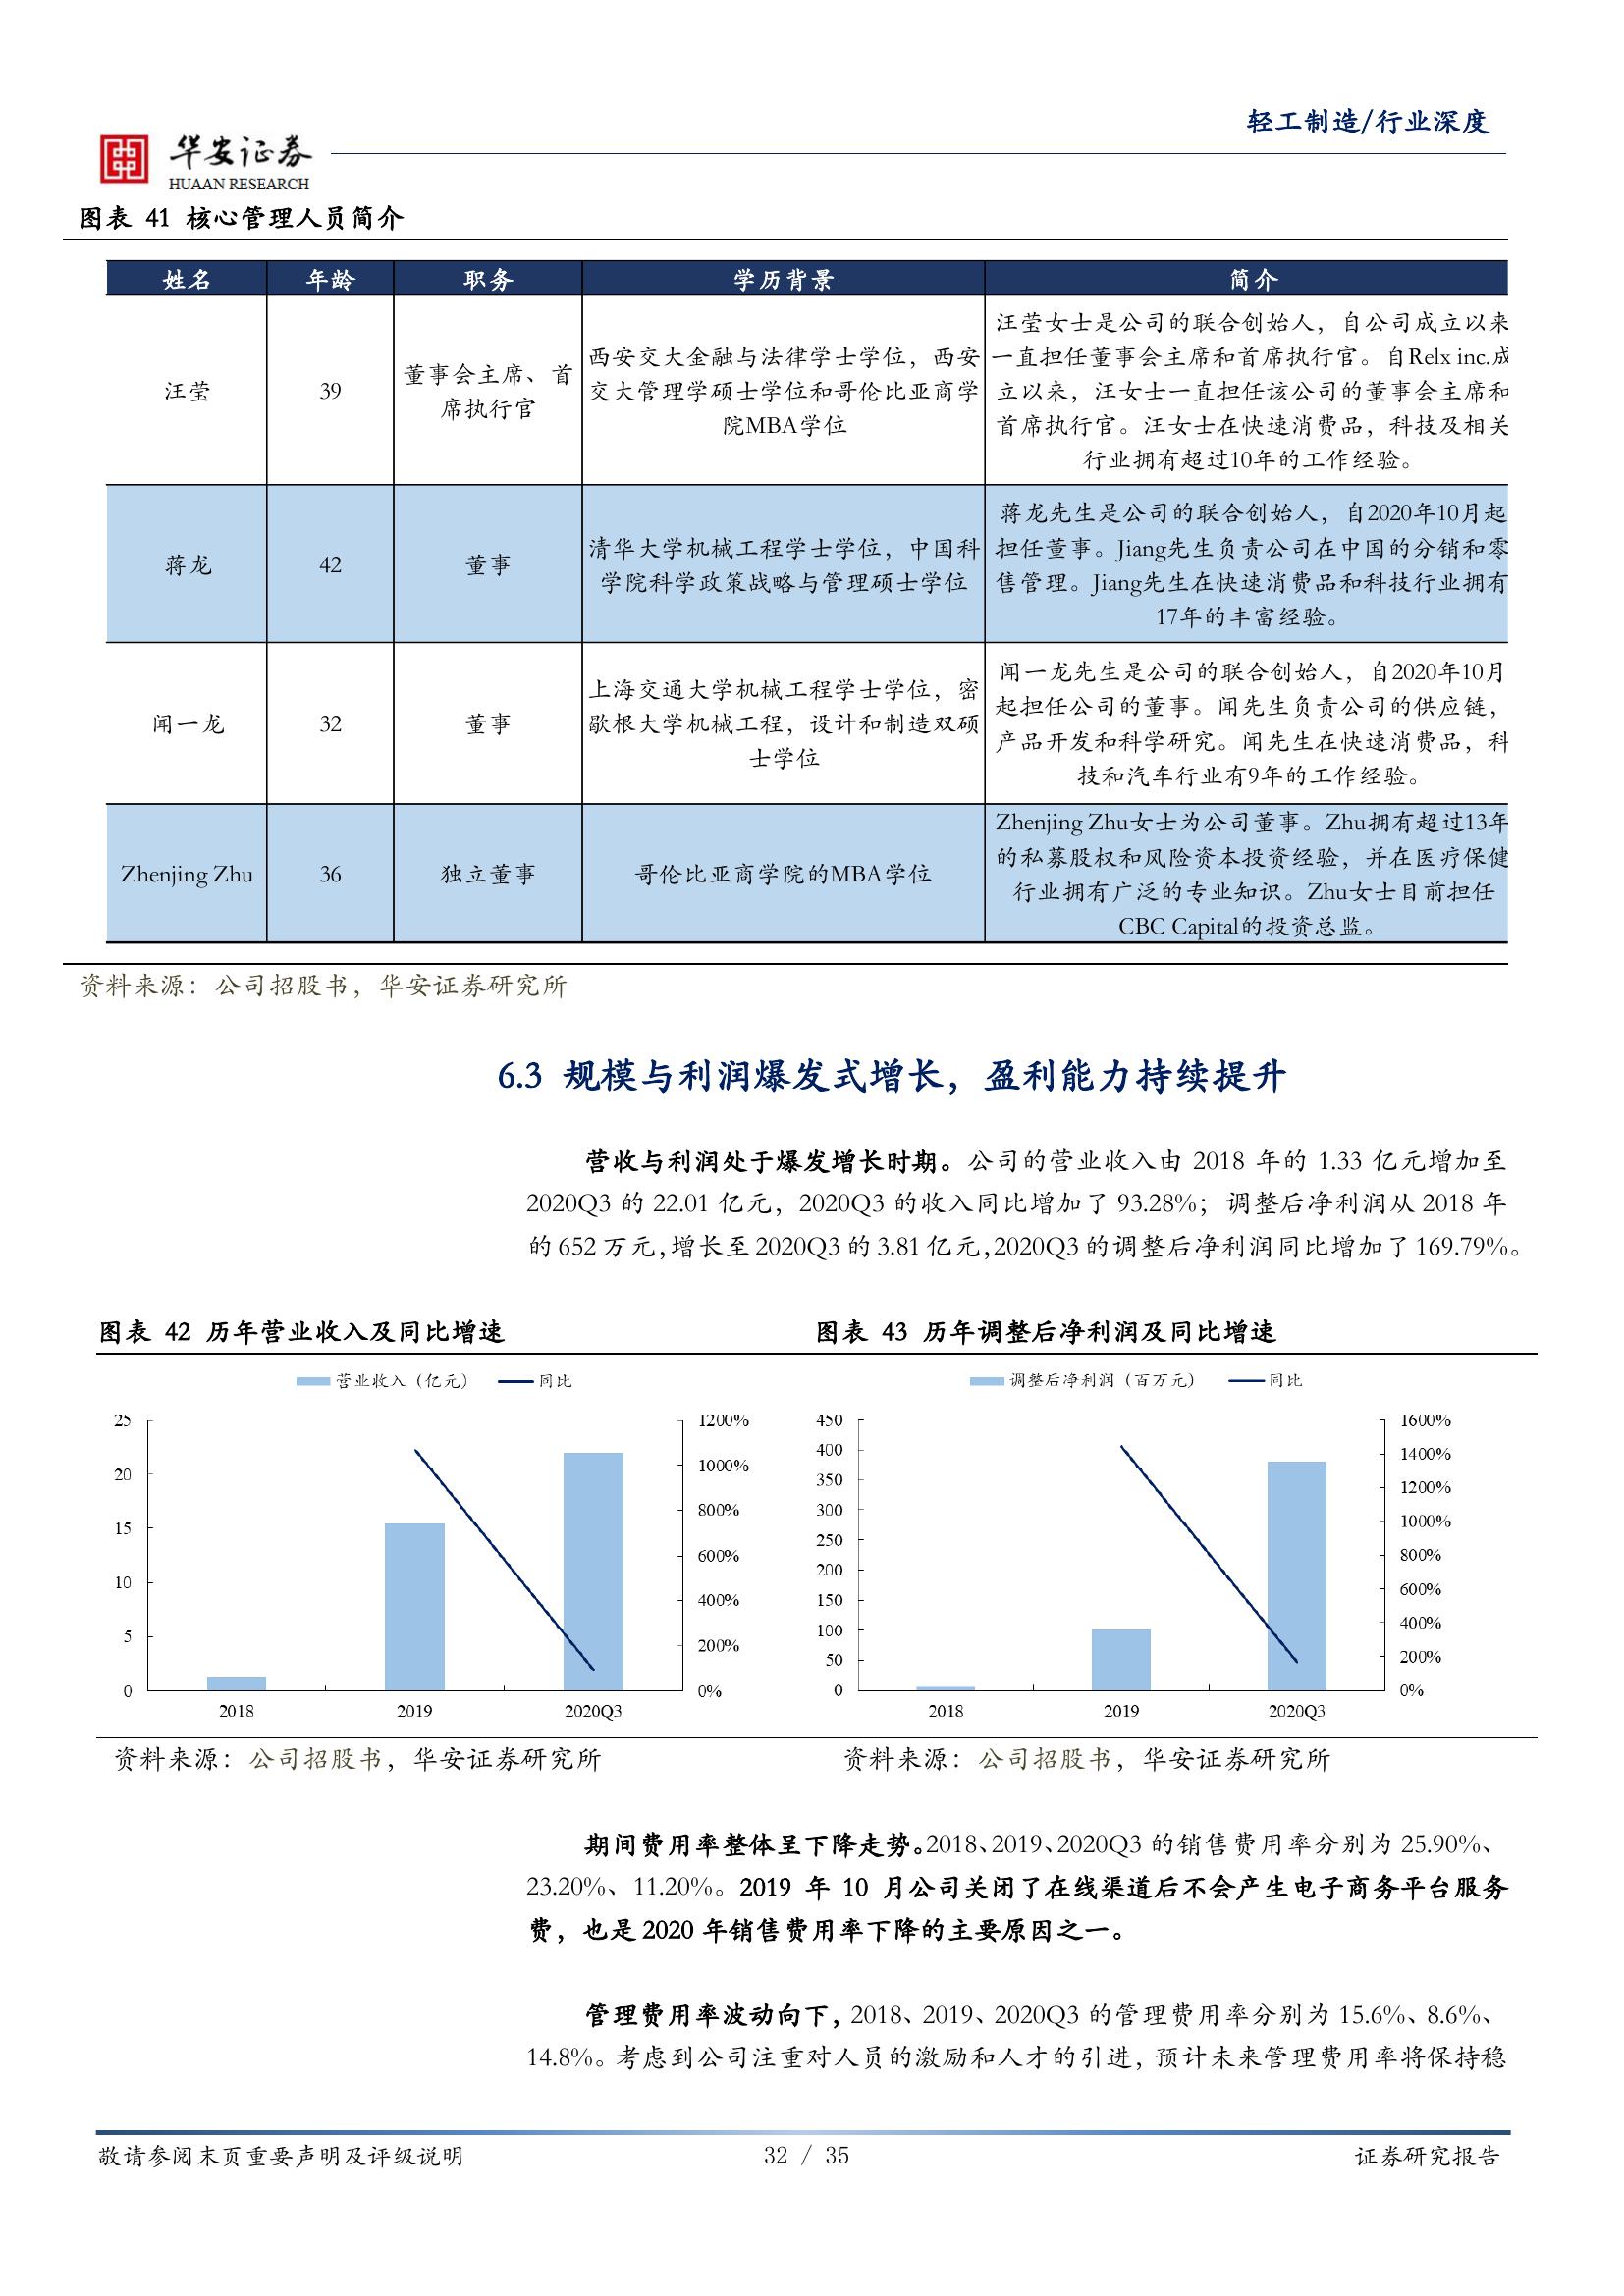 轻工制造/行业深度
华安证券
HUAAN RESEARCH
图表 41 核心管理人员简介
姓名 年龄 职务 学历背景 简介
汪莹
39
董事会主席、首
席执行官
西安交大金融与法律学士学位，西安
交大管理学硕士学位和哥伦比亚商学
院MBA学位
汪莹女士是公司的联合创始人，自公司成立以来
一直担任董事会主席和首席执行官。自Relx inc.成
立以来，汪女士一直担任该公司的董事会主席和
首席执行官。汪女士在快速消费品，科技及相关
行业拥有超过10年的工作经验。
蒋龙
42
董事
清华大学机械工程学士学位，中国科
学院科学政策战略与管理硕士学位
蒋龙先生是公司的联合创始人，自2020年10月起
担任董事。Jiang先生负责公司在中国的分销和零
售管理。Jiang先生在快速消费品和科技行业拥有
17年的丰富经验。
闻一龙
32
董事
上海交通大学机械工程学士学位，密
歇根大学机械工程，设计和制造双硕
士学位
闻一龙先生是公司的联合创始人，自2020年10月
起担任公司的董事。闻先生负责公司的供应链，
产品开发和科学研究。闻先生在快速消费品，科
技和汽车行业有9年的工作经验。
Zhenjing Zhu
36
独立董事
哥伦比亚商学院的MBA学位
Zhenjing Zhu女士为公司董事。Zhu拥有超过13年
的私募股权和风险资本投资经验，并在医疗保健
行业拥有广泛的专业知识。Zhu女士目前担任
CBC Capital的投资总监。
资料来源：公司招股书，华安证券研究所
6.3 规模与利润爆发式增长，盈利能力持续提升
营收与利润处于爆发增长时期。公司的营业收入由 2018 年的 1.33 亿元增加至
2020Q3 的 22.01 亿元，2020Q3 的收入同比增加了 93.28%；调整后净利润从 2018 年
的 652 万元，增长至 2020Q3 的 3.81 亿元，2020Q3 的调整后净利润同比增加了 169.79%。
图表 42 历年营业收入及同比增速
营业收入（亿元） 同比
25
20
15
10
5
0
1200%
1000%
800%
600%
400%
200%
0%
2018 2019 2020Q3
资料来源：公司招股书，华安证券研究所
图表 43 历年调整后净利润及同比增速
调整后净利润（百万元） 同比
450
400
350
300
250
200
150
100
50
0
1600%
1400%
1200%
1000%
800%
600%
400%
200%
0%
2018 2019 2020Q3
资料来源：公司招股书，华安证券研究所
期间费用率整体呈下降走势。2018、2019、2020Q3 的销售费用率分别为 25.90%、
23.20%、11.20%。2019 年 10 月公司关闭了在线渠道后不会产生电子商务平台服务
费，也是 2020 年销售费用率下降的主要原因之一。
管理费用率波动向下，2018、2019、2020Q3 的管理费用率分别为 15.6%、8.6%、
14.8%。考虑到公司注重对人员的激励和人才的引进，预计未来管理费用率将保持稳
敬请参阅末页重要声明及评级说明
32 / 35
证券研究报告